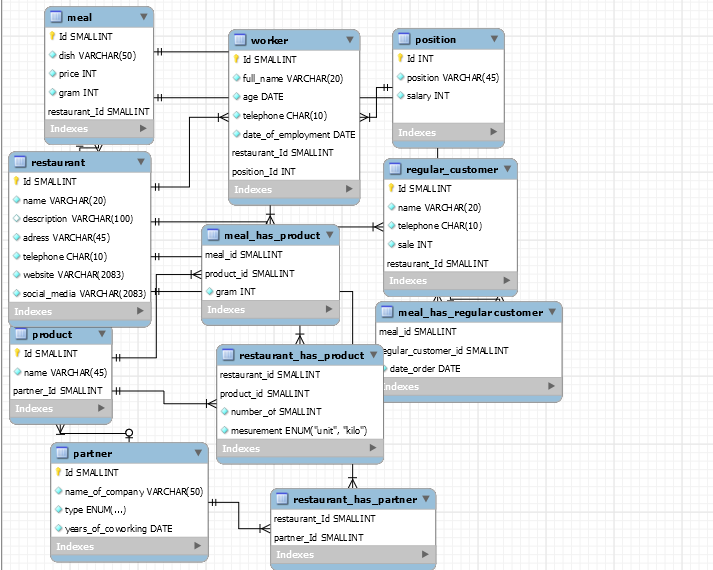 meal
Id SMALLINT
dish VARCHAR(50)
price INT
gram INT
restaurant_Id SMALLINT
Indexes
worker
Id SMALLINT
full_name VARCHAR(20)
age DATE
telephone CHAR(10)
date_of_employment DATE
restaurant_Id SMALLINT
position_Id INT
Indexes
position
Id INT
position VARCHAR(45)
salary INT
Indexes
restaurant
Id SMALLINT
name VARCHAR(20)
description VARCHAR(100)
adress VARCHAR(45)
telephone CHAR(10)
website VARCHAR(2083)
social_media VARCHAR(2083)
Indexes
regular_customer
Id SMALLINT
name VARCHAR(20)
telephone CHAR(10)
sale INT
restaurant_Id SMALLINT
Indexes
meal_has_product
meal_id SMALLINT
product_id SMALLINT
gram INT
Indexes
meal_has_regular customer
meal_id SMALLINT
egular_customer_id SMALLINT
date_order DATE
Indexes
product
Id SMALLINT
name VARCHAR(45)
partner_Id SMALLINT
Indexes
restaurant_has_product
restaurant_id SMALLINT
product_id SMALLINT
number_of SMALLINT
mesurement ENUM("unit", "kilo")
Indexes
partner
Id SMALLINT
name_of_company VARCHAR(50)
type ENUM(...)
years_of_coworking DATE
Indexes
restaurant_has_partner
restaurant_Id SMALLINT
partner_Id SMALLINT
Indexes